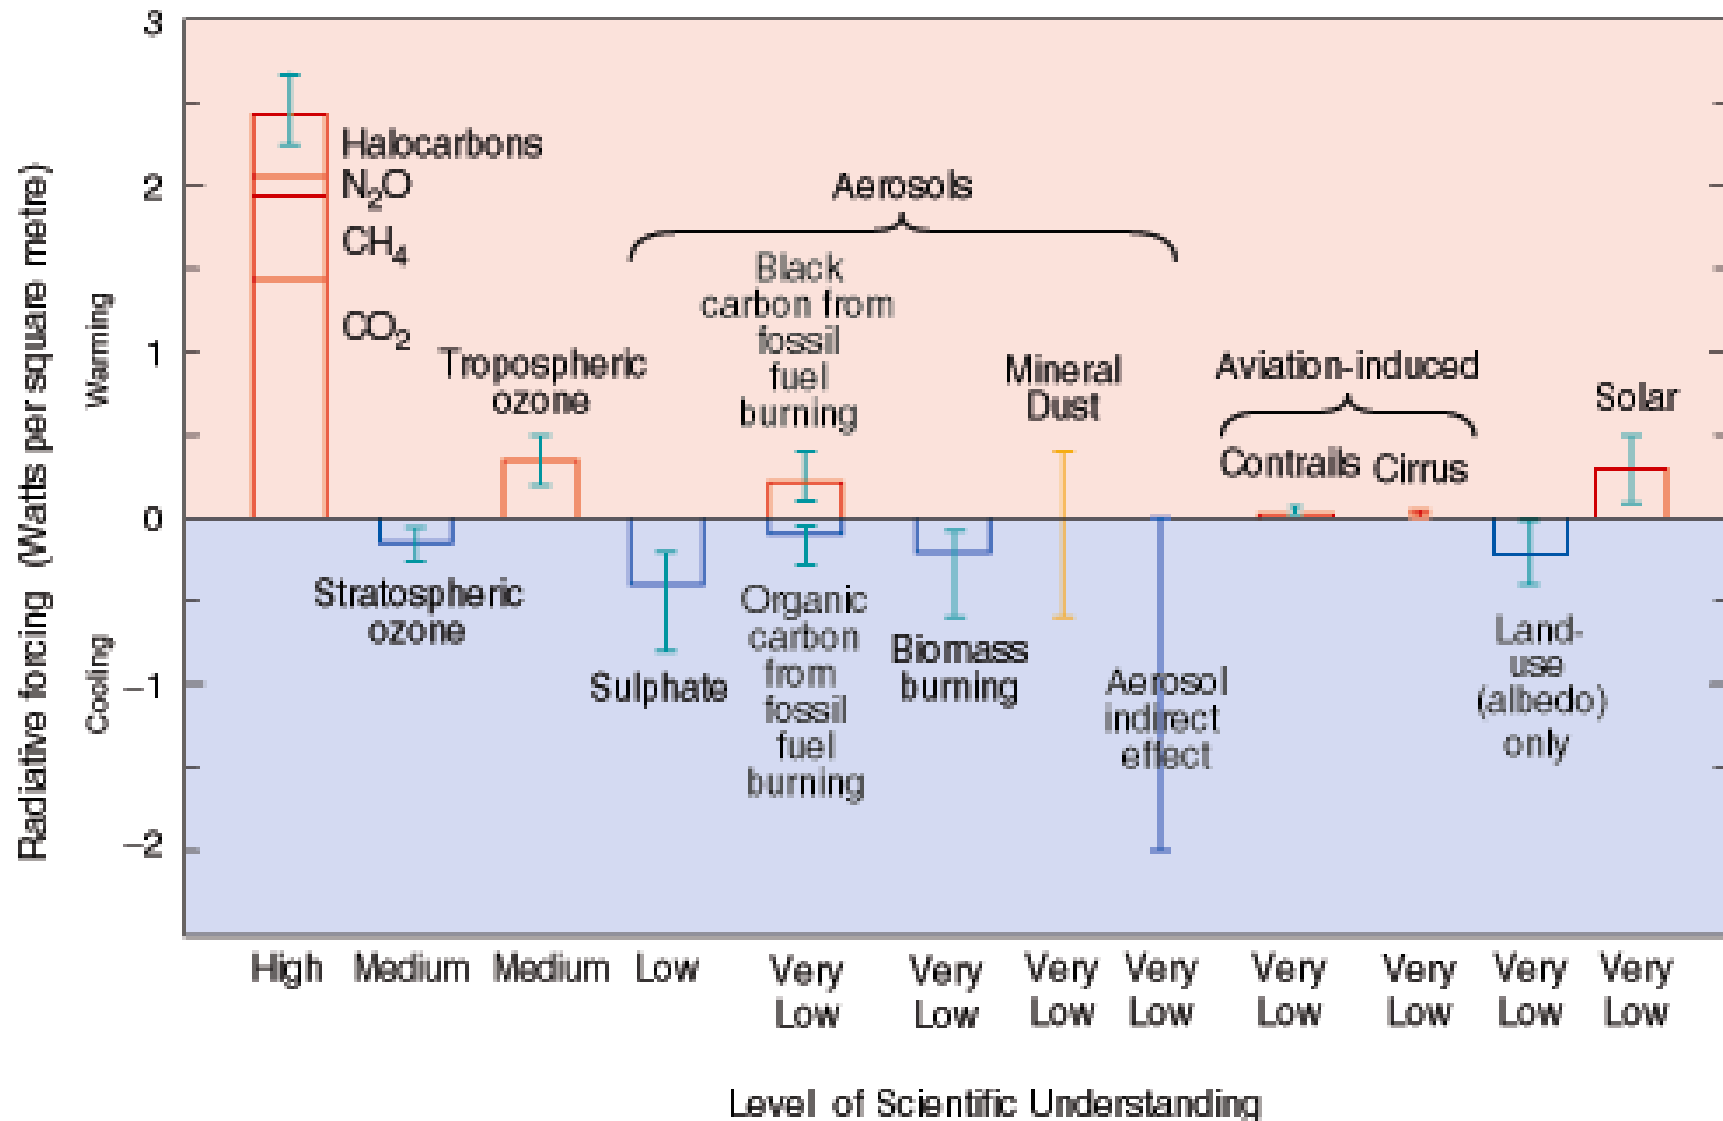 3
2
1
0
−1
−2
Radiative forcing (Watts per square metre)
Warming
Cooling
Halocarbons
N₂O
CH₄
CO₂
Tropospheric
ozone
Stratospheric
ozone
Aerosols
Sulphate
Black
carbon from
fossil
fuel
burning
Organic
carbon
from
fossil
fuel
burning
Biomass
burning
Mineral
Dust
Aerosol
indirect
effect
Aviation-induced
Contrails
Cirrus
Land-
use
(albedo)
only
Solar
High
Medium
Medium
Low
Very
Low
Very
Low
Very
Low
Very
Low
Very
Low
Very
Low
Very
Low
Very
Low
Level of Scientific Understanding